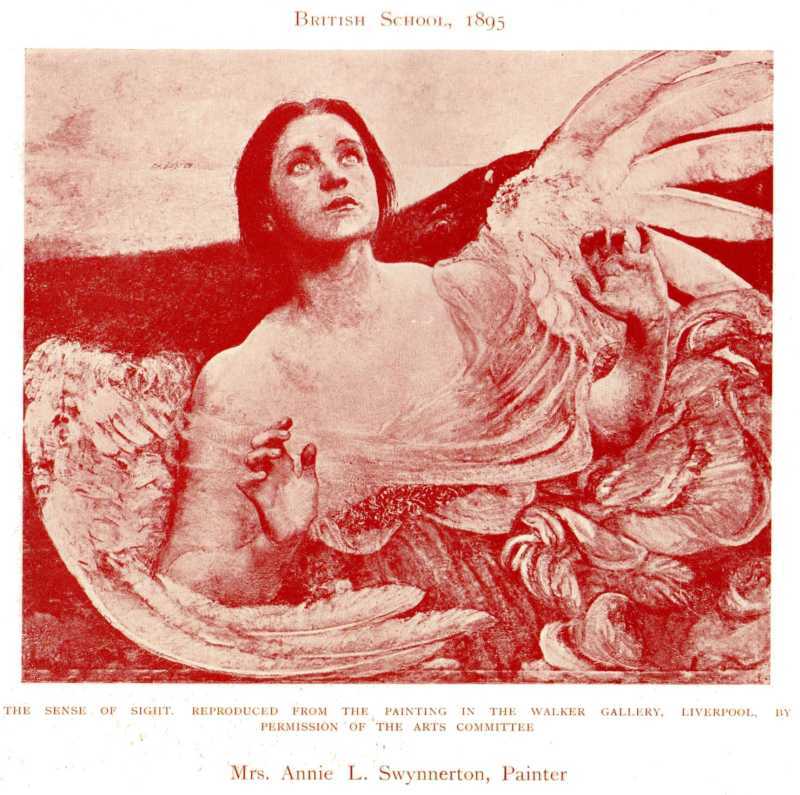 British School, 1895
THE SENSE OF SIGHT. REPRODUCED FROM THE PAINTING IN THE WALKER GALLERY, LIVERPOOL, BY
PERMISSION OF THE ARTS COMMITTEE
Mrs. Annie L. Swynnerton, Painter